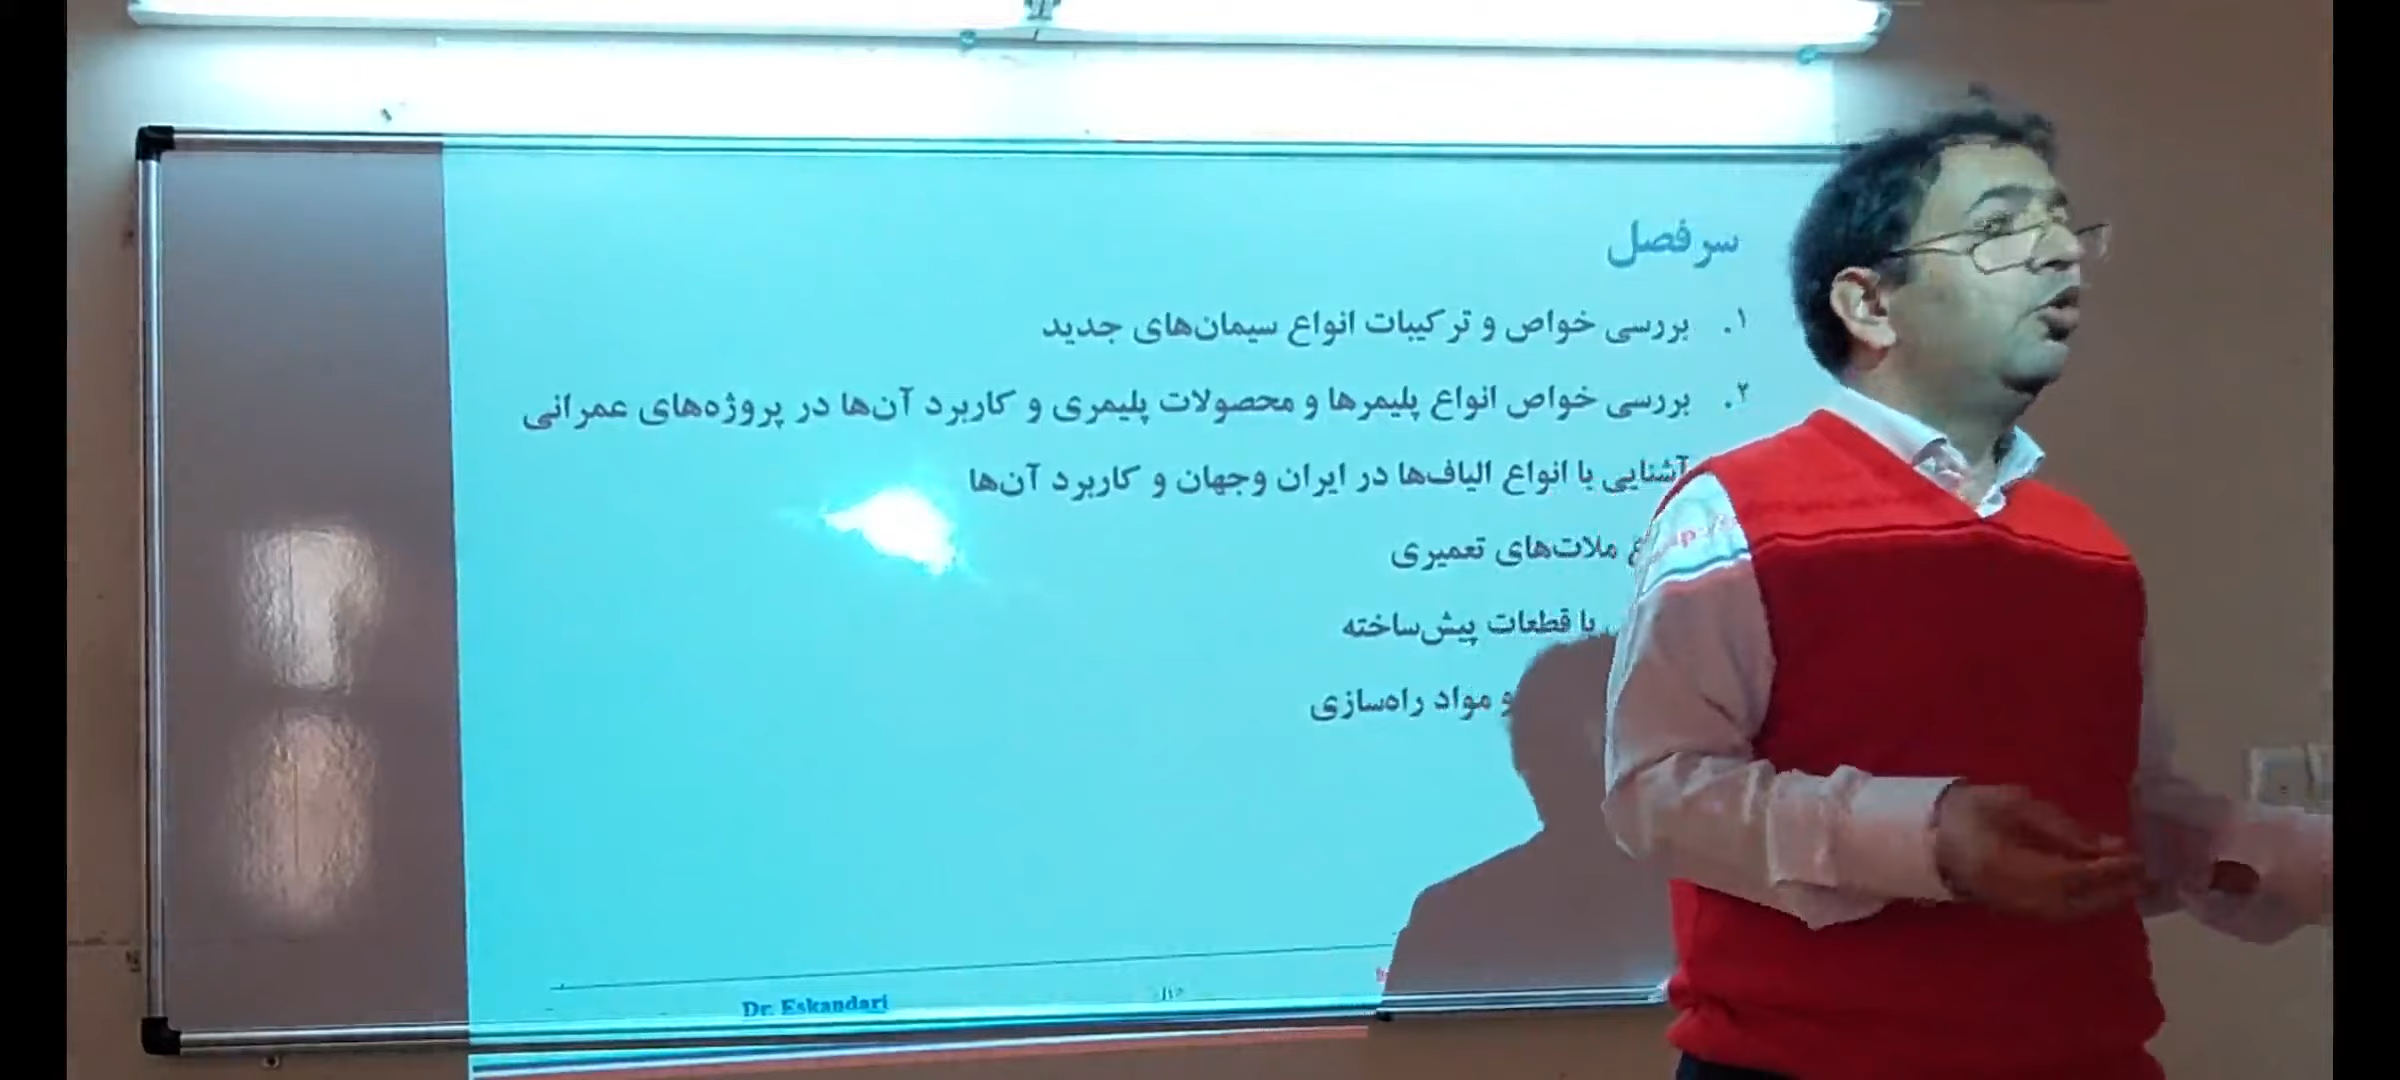 سرفصل
۱. بررسی خواص و ترکیبات انواع سیمان‌های جدید
۲. بررسی خواص انواع پلیمرها و محصولات پلیمری و کاربرد آن‌ها در پروژه‌های عمرانی
آشنایی با انواع الیاف‌ها در ایران وجهان و کاربرد آن‌ها
ملات‌های تعمیری
با قطعات پیش‌ساخته
و مواد راه‌سازی
Dr. Eskandari